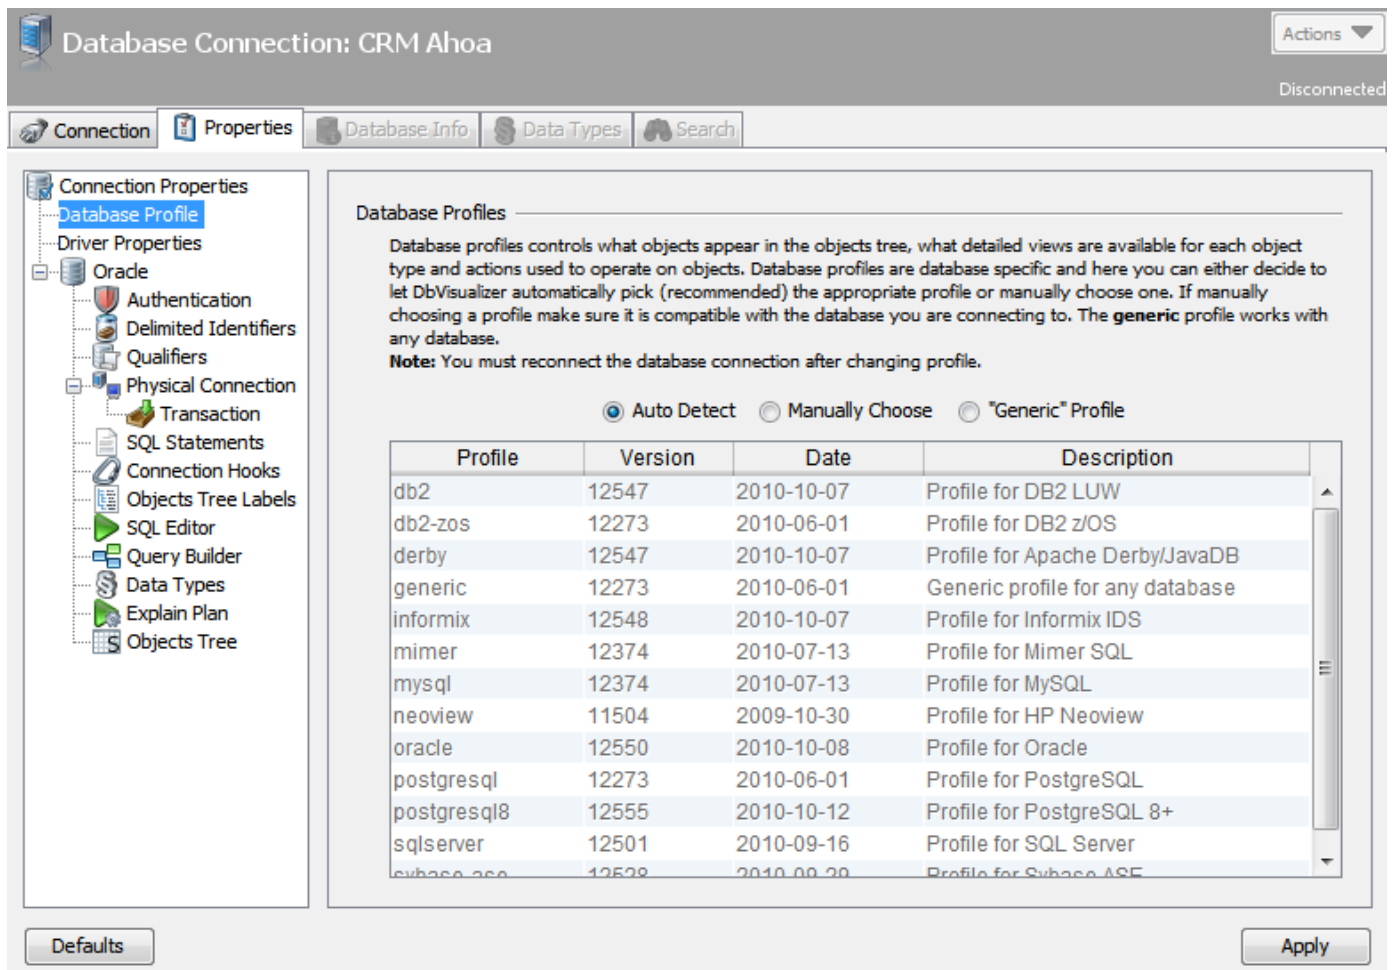 Database Connection: CRM Ahoa
Actions
Disconnected
Connection
Properties
Database Info
Data Types
Search
Connection Properties
Database Profile
Driver Properties
Oracle
Authentication
Delimited Identifiers
Qualifiers
Physical Connection
Transaction
SQL Statements
Connection Hooks
Objects Tree Labels
SQL Editor
Query Builder
Data Types
Explain Plan
Objects Tree
Database Profiles
Database profiles controls what objects appear in the objects tree, what detailed views are available for each object
type and actions used to operate on objects. Database profiles are database specific and here you can either decide to
let DbVisualizer automatically pick (recommended) the appropriate profile or manually choose one. If manually
choosing a profile make sure it is compatible with the database you are connecting to. The generic profile works with
any database.
Note: You must reconnect the database connection after changing profile.
Auto Detect Manually Choose "Generic" Profile
Profile Version Date Description
db2 12547 2010-10-07 Profile for DB2 LUW
db2-zos 12273 2010-06-01 Profile for DB2 z/OS
derby 12547 2010-10-07 Profile for Apache Derby/JavaDB
generic 12273 2010-06-01 Generic profile for any database
informix 12548 2010-10-07 Profile for Informix IDS
mimer 12374 2010-07-13 Profile for Mimer SQL
mysql 12374 2010-07-13 Profile for MySQL
neoview 11504 2009-10-30 Profile for HP Neoview
oracle 12550 2010-10-08 Profile for Oracle
postgresql 12273 2010-06-01 Profile for PostgreSQL
postgresql8 12555 2010-10-12 Profile for PostgreSQL 8+
sqlserver 12501 2010-09-16 Profile for SQL Server
sybase-ase 12528 2010-09-29 Profile for Sybase ASE
Defaults
Apply